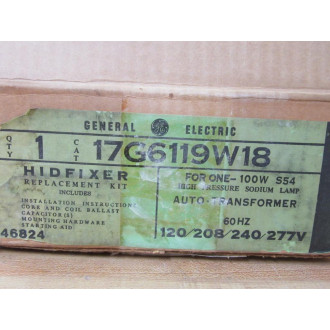 GENERAL GE ELECTRIC
QTY 1 CAT 17G6119W18
HIDFIXER
REPLACEMENT KIT
INCLUDES
INSTALLATION INSTRUCTIONS
CORE AND COIL BALLAST
CAPACITOR(S)
MOUNTING HARDWARE
STARTING AID
46824
FOR ONE-100W S54
HIGH PRESSURE SODIUM LAMP
AUTO-TRANSFORMER
60HZ
120/208/240/277V